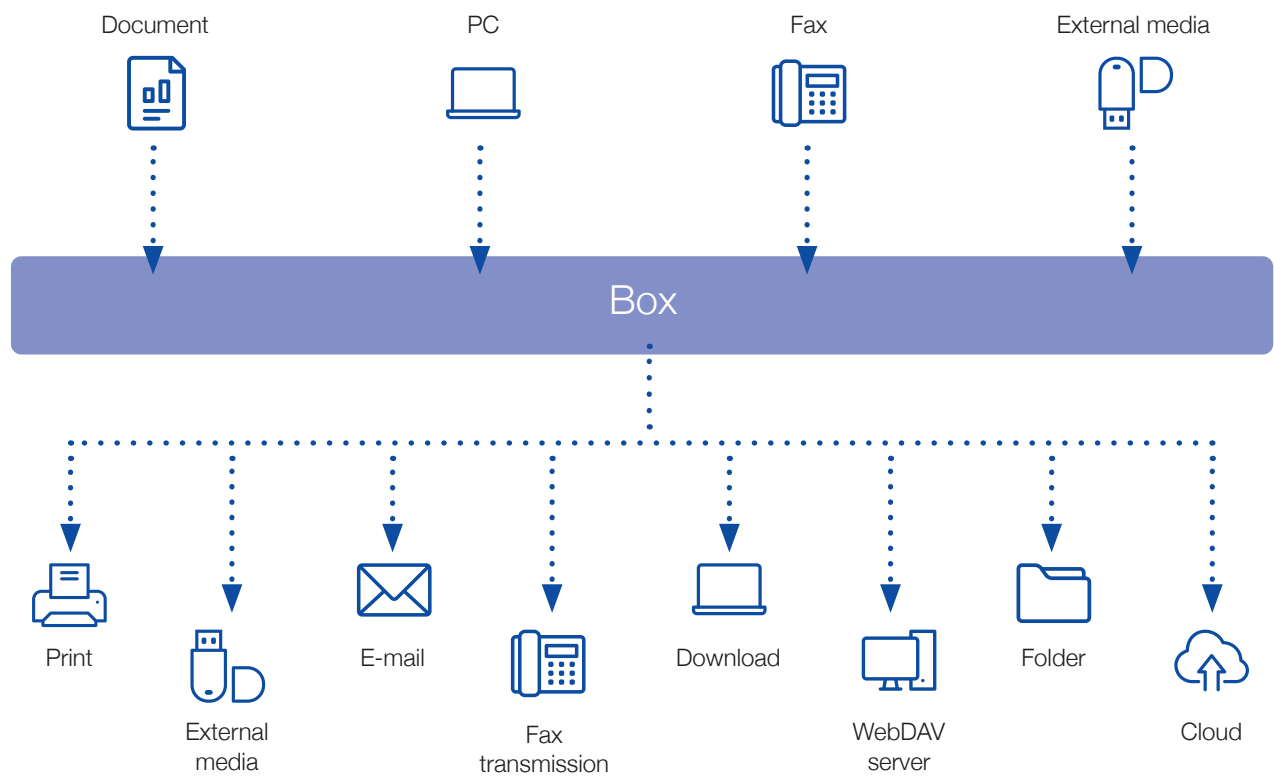 Document
PC
Fax
External media
Box
Print
E-mail
Download
Folder
External
media
Fax
transmission
WebDAV
server
Cloud